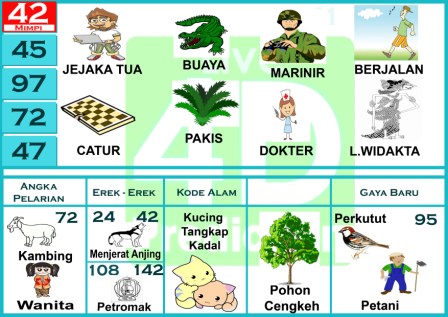 42
MIMPI
45
97
72
47
JEJAKA TUA
BUAYA
MARINIR
BERJALAN
CATUR
PAKIS
DOKTER
L.WIDAKTA
ANGKA
PELARIAN
EREK - EREK
KODE ALAM
GAYA BARU
72
Kambing
Wanita
24 42
Menjerat Anjing
108 142
Petromak
Kucing
Tangkap
Kadal
Pohon
Cengkeh
Perkutut
95
Petani